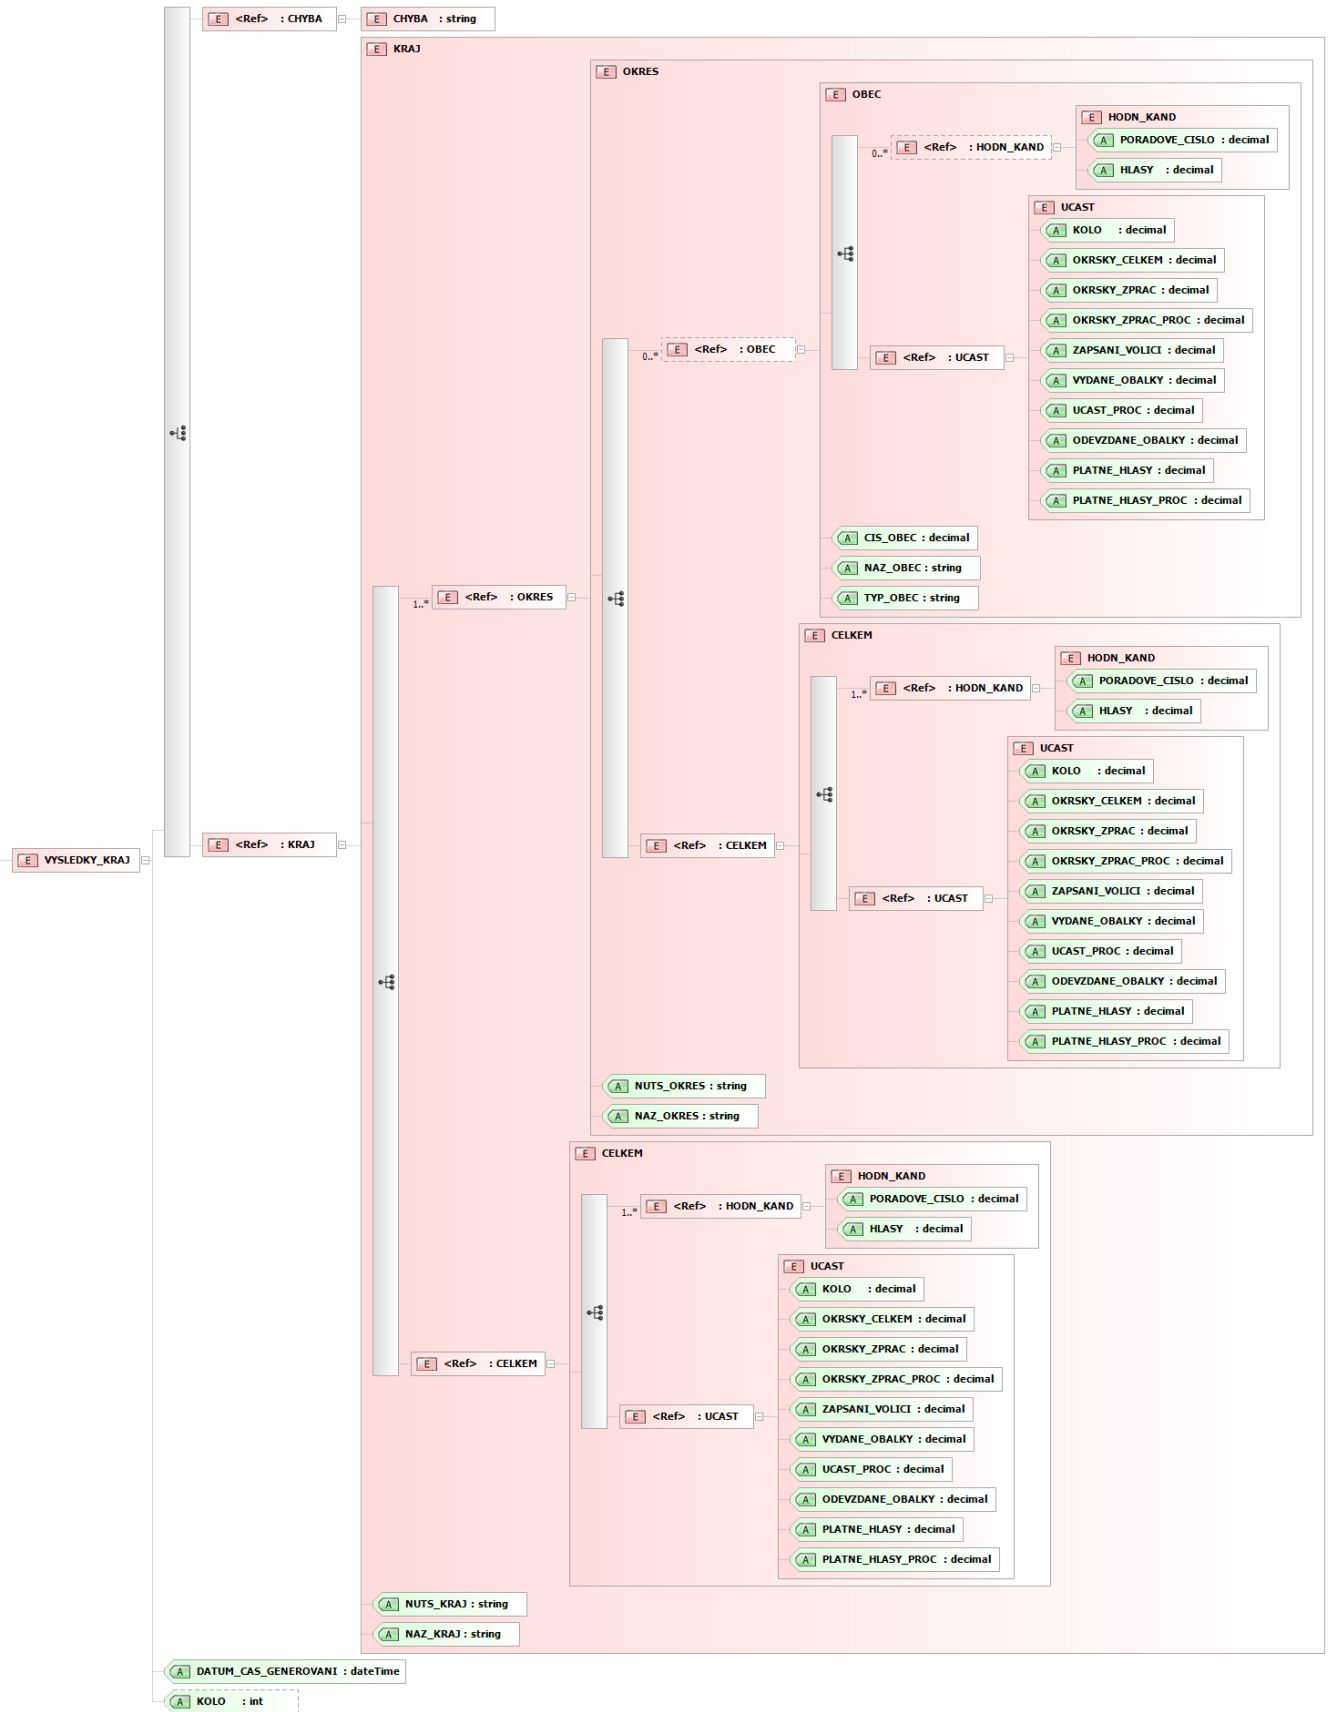 E <Ref> : CHYBA
E CHYBA : string
E KRAJ
E OKRES
E OBEC
E HODN_KAND
A PORADOVE_CISLO : decimal
0..* E <Ref> : HODN_KAND
A HLASY : decimal
E UCAST
A KOLO : decimal
A OKRSKY_CELKEM : decimal
A OKRSKY_ZPRAC : decimal
A OKRSKY_ZPRAC_PROC : decimal
0..* E <Ref> : OBEC
A ZAPSANI_VOLICI : decimal
E <Ref> : UCAST
A VYDANE_OBALKY : decimal
A UCAST_PROC : decimal
A ODEVZDANE_OBALKY : decimal
A PLATNE_HLASY : decimal
A PLATNE_HLASY_PROC : decimal
A CIS_OBEC : decimal
A NAZ_OBEC : string
A TYP_OBEC : string
1..* E <Ref> : OKRES
E CELKEM
E HODN_KAND
A PORADOVE_CISLO : decimal
1..* E <Ref> : HODN_KAND
A HLASY : decimal
E UCAST
A KOLO : decimal
A OKRSKY_CELKEM : decimal
A OKRSKY_ZPRAC : decimal
E <Ref> : KRAJ
E <Ref> : CELKEM
E VYSLEDKY_KRAJ
A OKRSKY_ZPRAC_PROC : decimal
A ZAPSANI_VOLICI : decimal
E <Ref> : UCAST
A VYDANE_OBALKY : decimal
A UCAST_PROC : decimal
A ODEVZDANE_OBALKY : decimal
A PLATNE_HLASY : decimal
A PLATNE_HLASY_PROC : decimal
A NUTS_OKRES : string
A NAZ_OKRES : string
E CELKEM
E HODN_KAND
A PORADOVE_CISLO : decimal
1..* E <Ref> : HODN_KAND
A HLASY : decimal
E UCAST
A KOLO : decimal
A OKRSKY_CELKEM : decimal
A OKRSKY_ZPRAC : decimal
E <Ref> : CELKEM
A OKRSKY_ZPRAC_PROC : decimal
A ZAPSANI_VOLICI : decimal
E <Ref> : UCAST
A VYDANE_OBALKY : decimal
A UCAST_PROC : decimal
A ODEVZDANE_OBALKY : decimal
A PLATNE_HLASY : decimal
A PLATNE_HLASY_PROC : decimal
A NUTS_KRAJ : string
A NAZ_KRAJ : string
A DATUM_CAS_GENEROVANI : dateTime
A KOLO : int